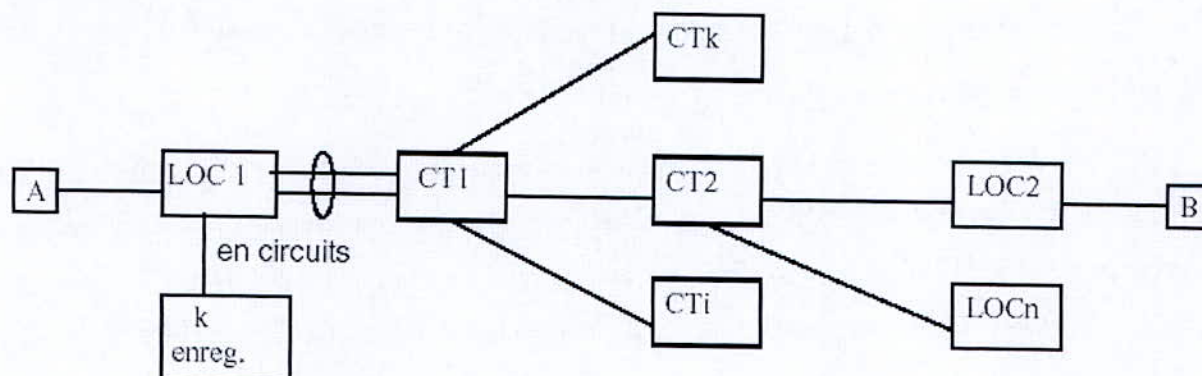 CTk
A
LOC 1
CT1
CT2
LOC2
B
en circuits
k
enreg.
CTi
LOCn